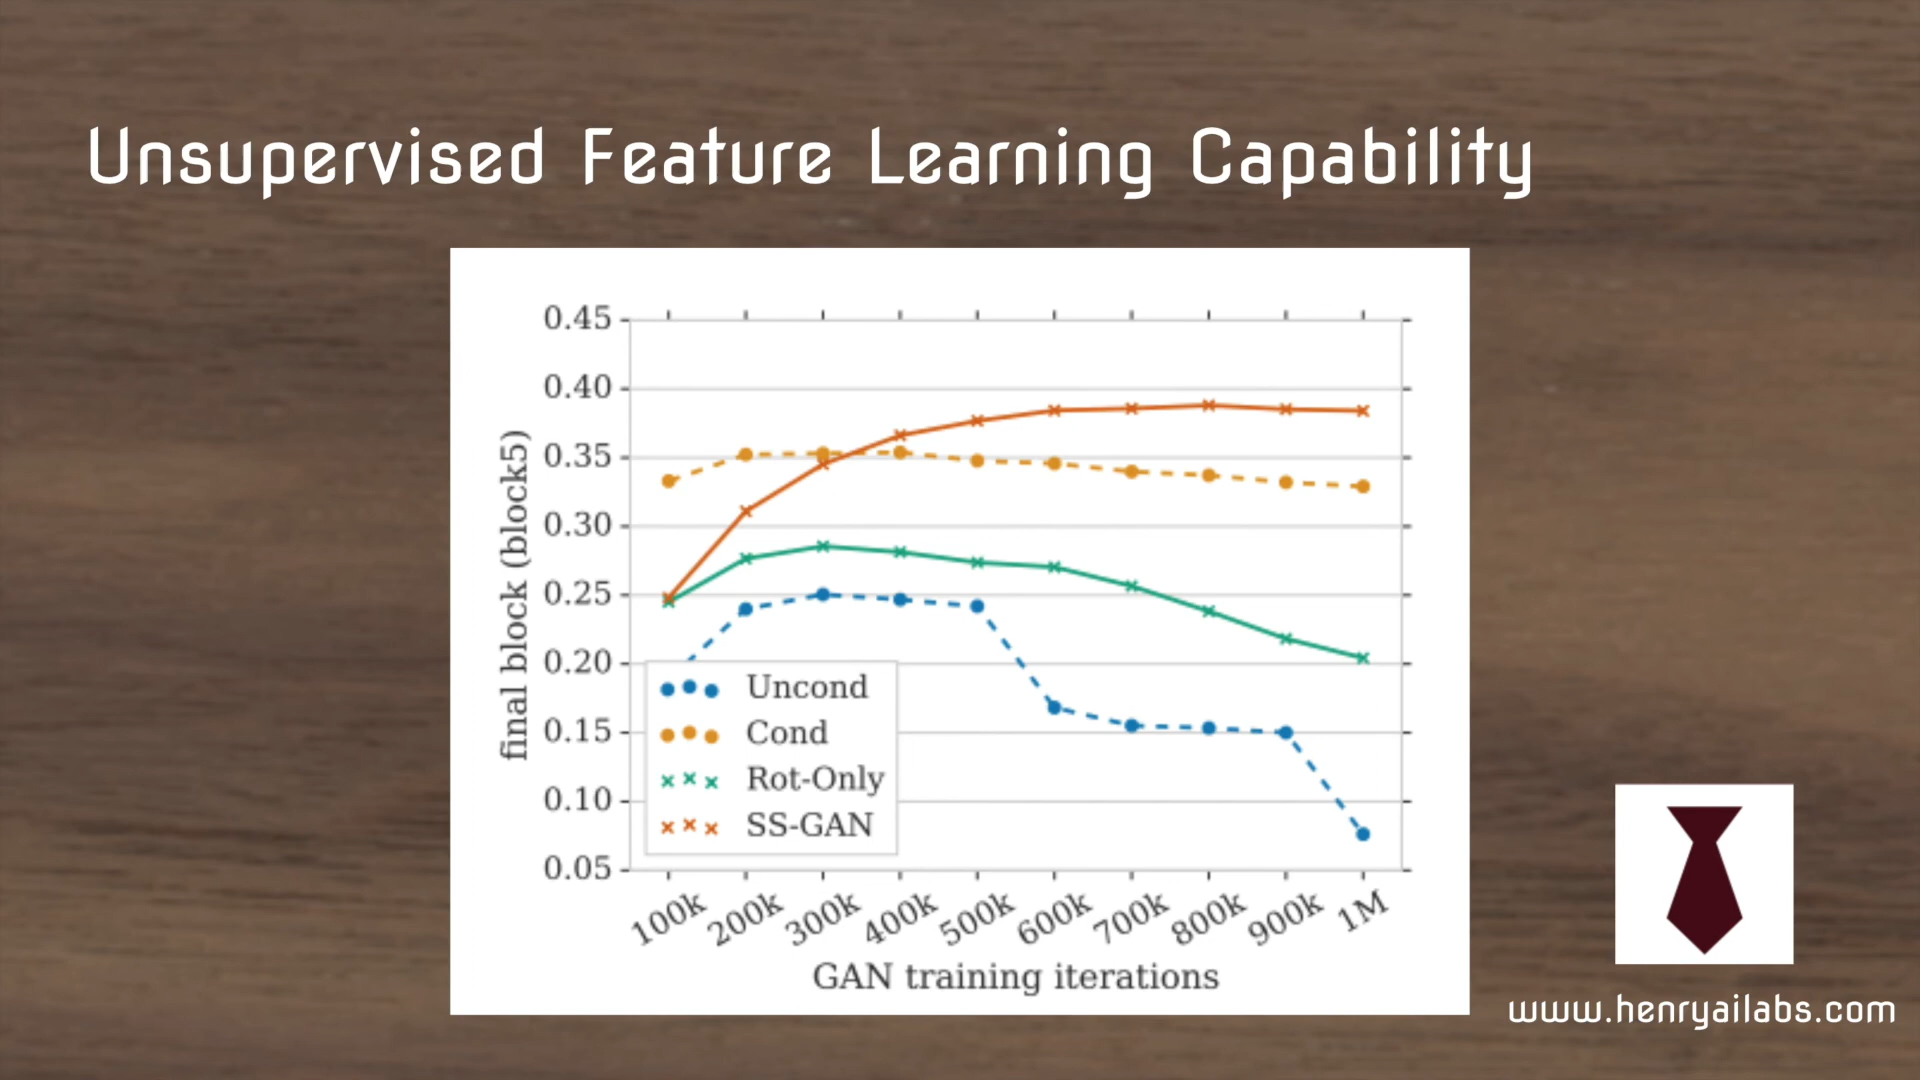 Unsupervised Feature Learning Capability
final block (block5)
0.45
0.40
0.35
0.30
0.25
0.20
0.15
0.10
0.05
Uncond
Cond
Rot-Only
SS-GAN
100k 200k 300k 400k 500k 600k 700k 800k 900k 1M
GAN training iterations
www.henryailabs.com